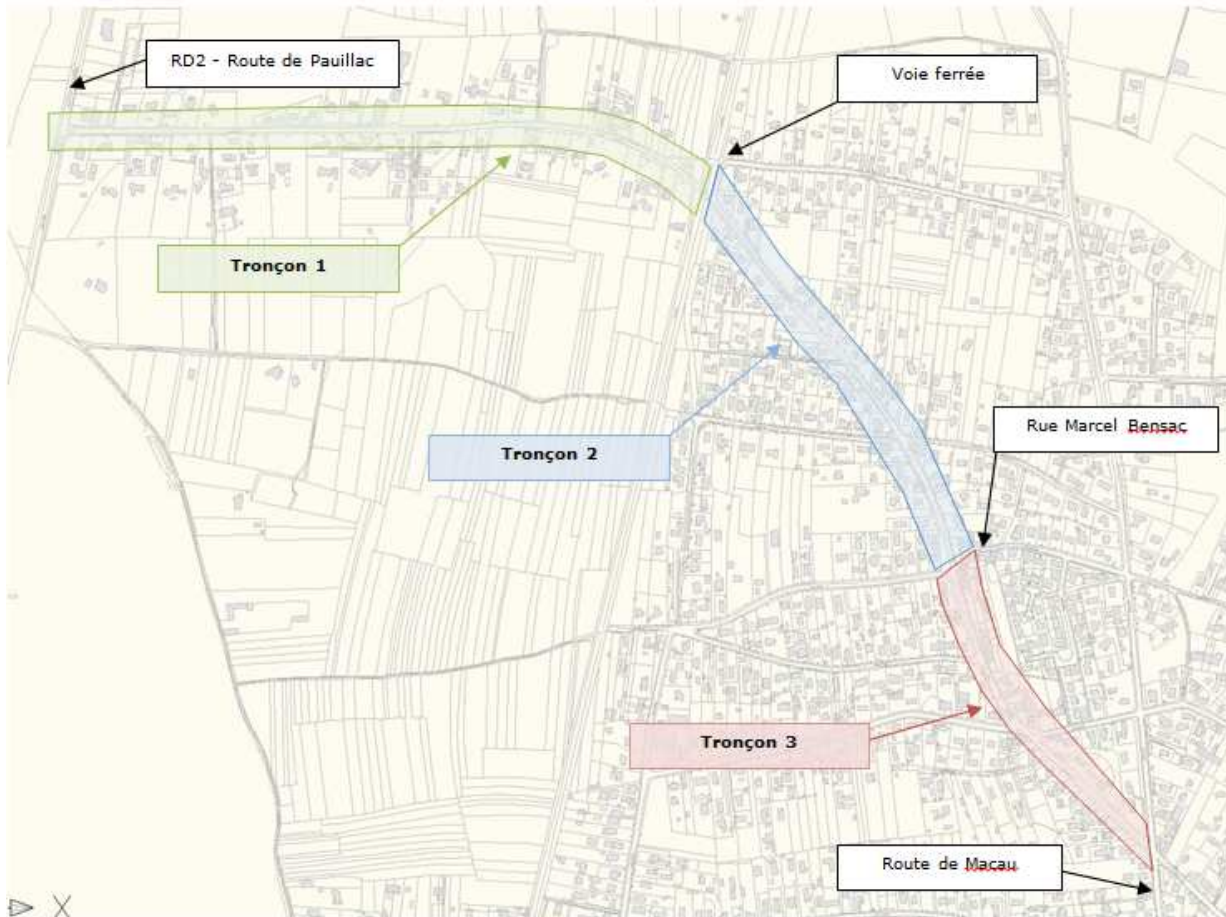 RD2 - Route de Pauillac
Voie ferrée
Tronçon 1
Rue Marcel Bensac
Tronçon 2
Tronçon 3
Route de Macau
X